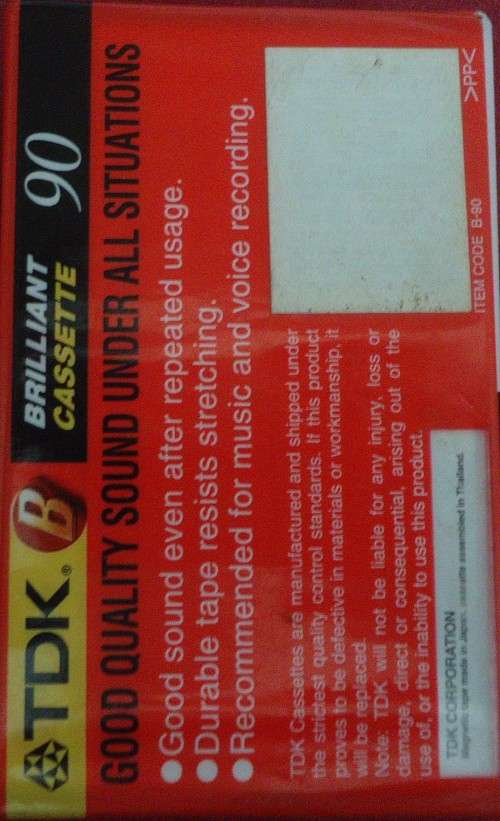 TDK® B BRILLIANT CASSETTE 90
GOOD QUALITY SOUND UNDER ALL SITUATIONS
●Good sound even after repeated usage.
●Durable tape resists stretching.
●Recommended for music and voice recording.
TDK Cassettes are manufactured and shipped under
the strictest quality control standards. If this product
proves to be defective in materials or workmanship, it
will be replaced.
Note: TDK will not be liable for any injury, loss or
damage, direct or consequential, arising out of the
use of, or the inability to use this product.
TDK CORPORATION
Magnetic tape made in Japan, cassette assembled in Thailand.
ITEM CODE B-90
>PP<